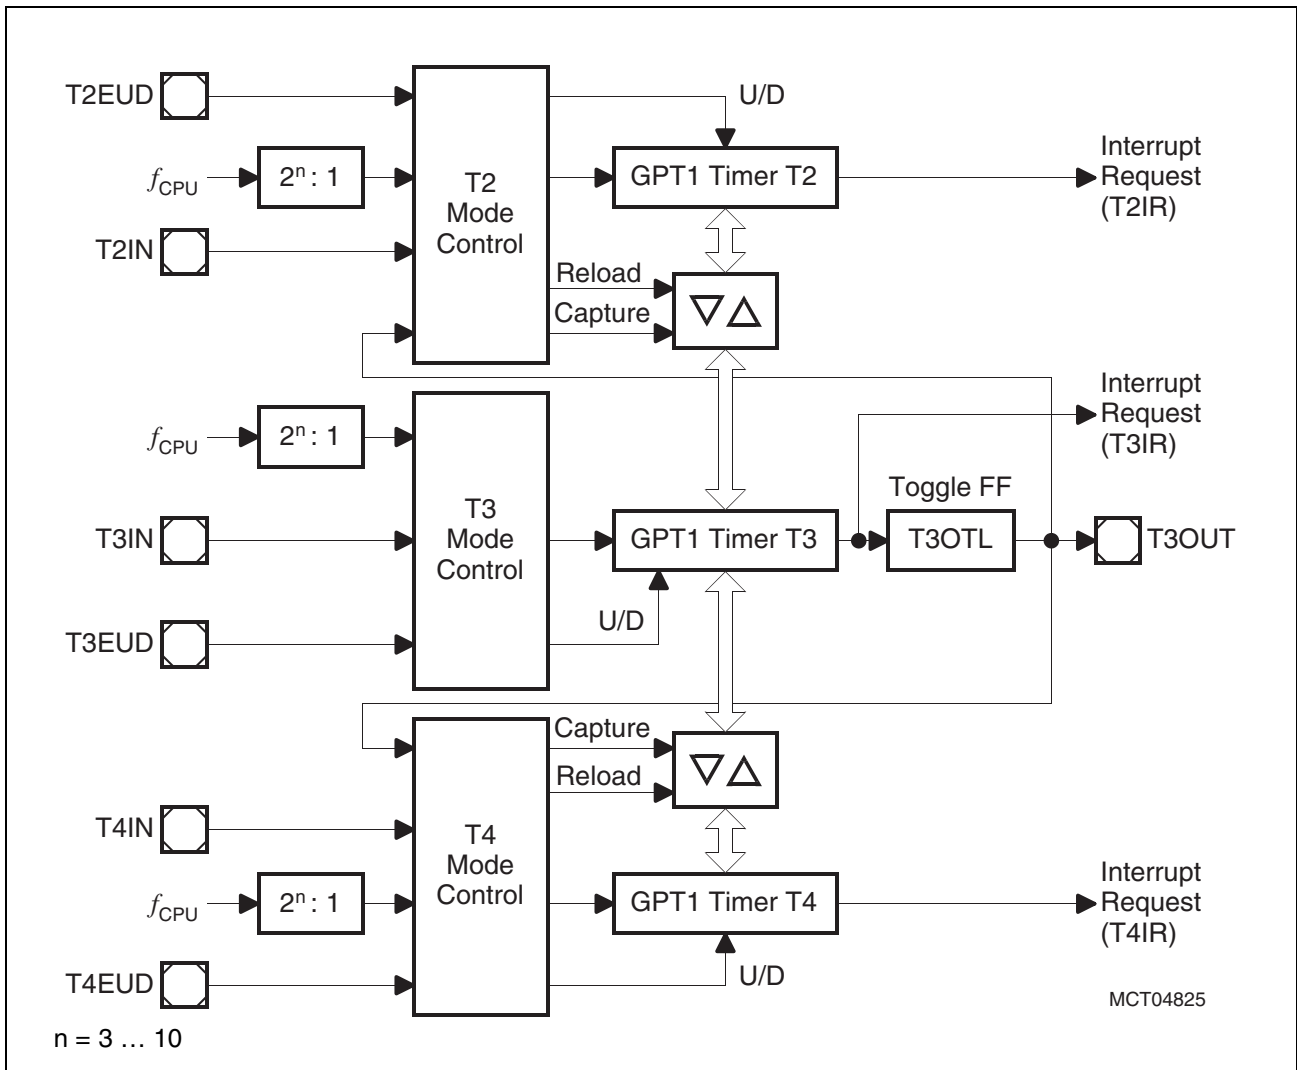 T2EUD
U/D
fCPU
2ⁿ : 1
T2
Mode
Control
GPT1 Timer T2
Interrupt
Request
(T2IR)
T2IN
Reload
Capture
fCPU
2ⁿ : 1
Interrupt
Request
(T3IR)
Toggle FF
T3IN
T3
Mode
Control
GPT1 Timer T3
T3OTL
T3OUT
T3EUD
U/D
Capture
Reload
T4IN
T4
Mode
Control
fCPU
2ⁿ : 1
GPT1 Timer T4
Interrupt
Request
(T4IR)
T4EUD
U/D
MCT04825
n = 3 … 10